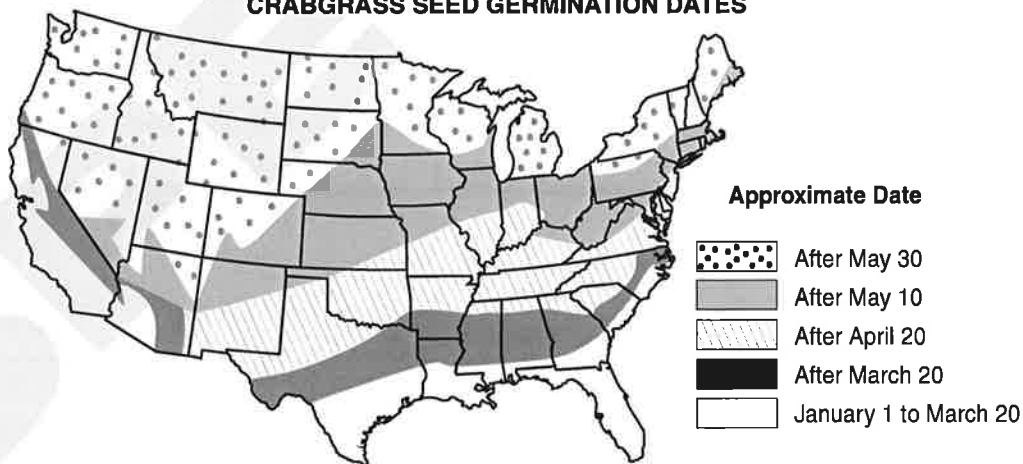 CRABGRASS SEED GERMINATION DATES
Approximate Date
After May 30
After May 10
After April 20
After March 20
January 1 to March 20